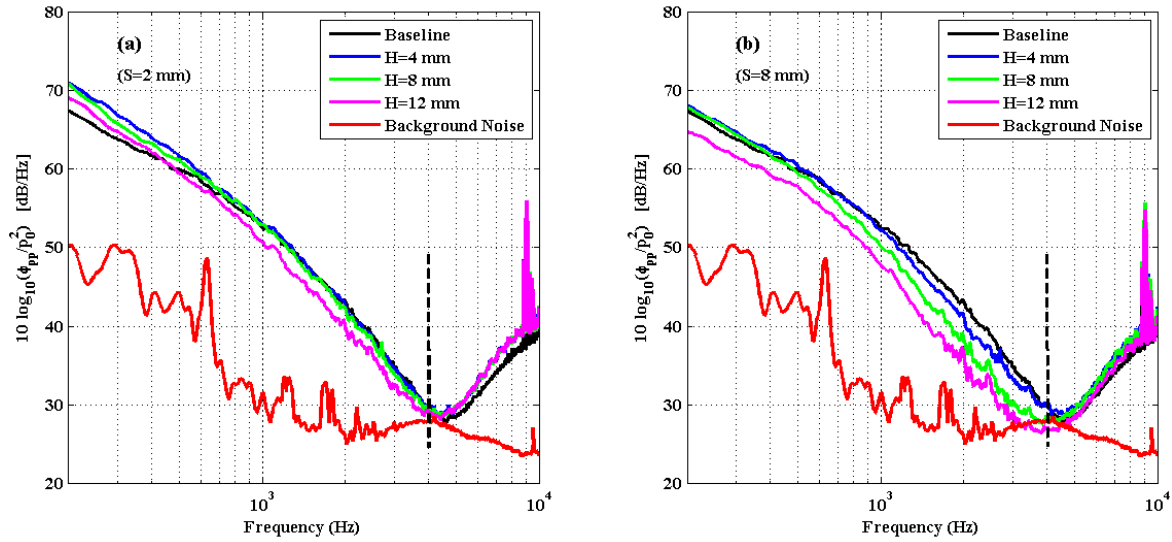 80
70
60
50
40
30
20
10 log10(ϕpp/p0²) [dB/Hz]
(a)
(S=2 mm)
Baseline
H=4 mm
H=8 mm
H=12 mm
Background Noise
10³
10⁴
Frequency (Hz)
80
70
60
50
40
30
20
10 log10(ϕpp/p0²) [dB/Hz]
(b)
(S=8 mm)
Baseline
H=4 mm
H=8 mm
H=12 mm
Background Noise
10³
10⁴
Frequency (Hz)